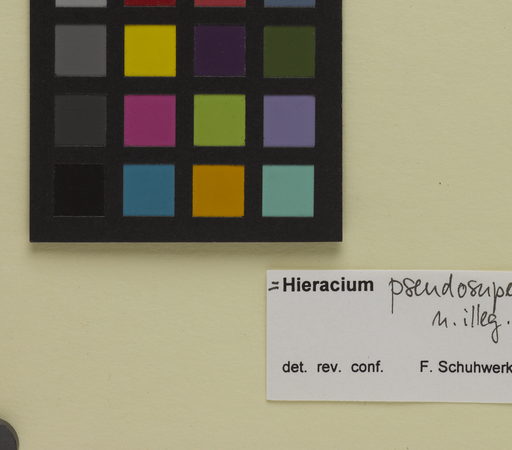 = Hieracium pseudosupe
n. illeg.
det. rev. conf. F. Schuhwerk